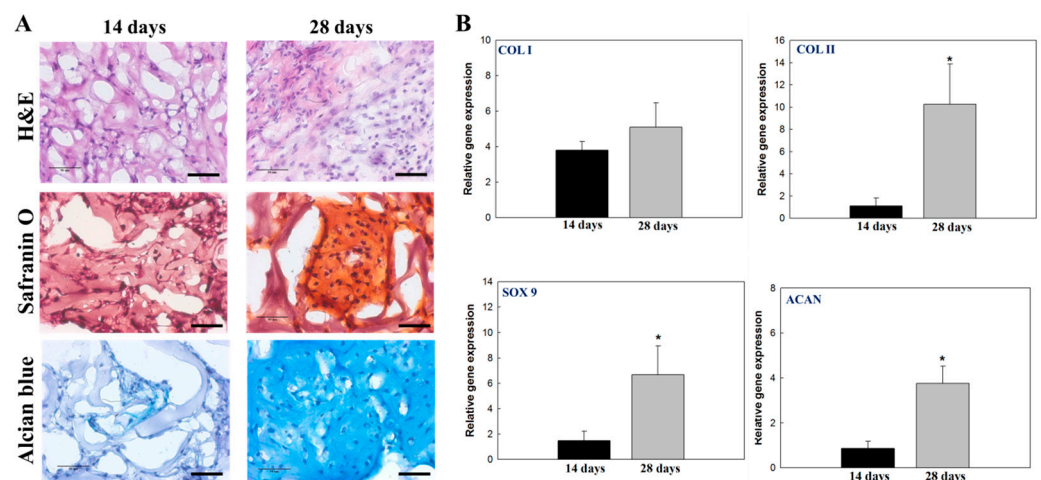 A
14 days
28 days
H&E
Safranin O
Alcian blue
B
COL I
Relative gene expression
10
8
6
4
2
0
14 days
28 days
COL II
Relative gene expression
16
14
12
10
8
6
4
2
0
*
14 days
28 days
SOX 9
Relative gene expression
14
12
10
8
6
4
2
0
*
14 days
28 days
ACAN
Relative gene expression
8
6
4
2
0
*
14 days
28 days